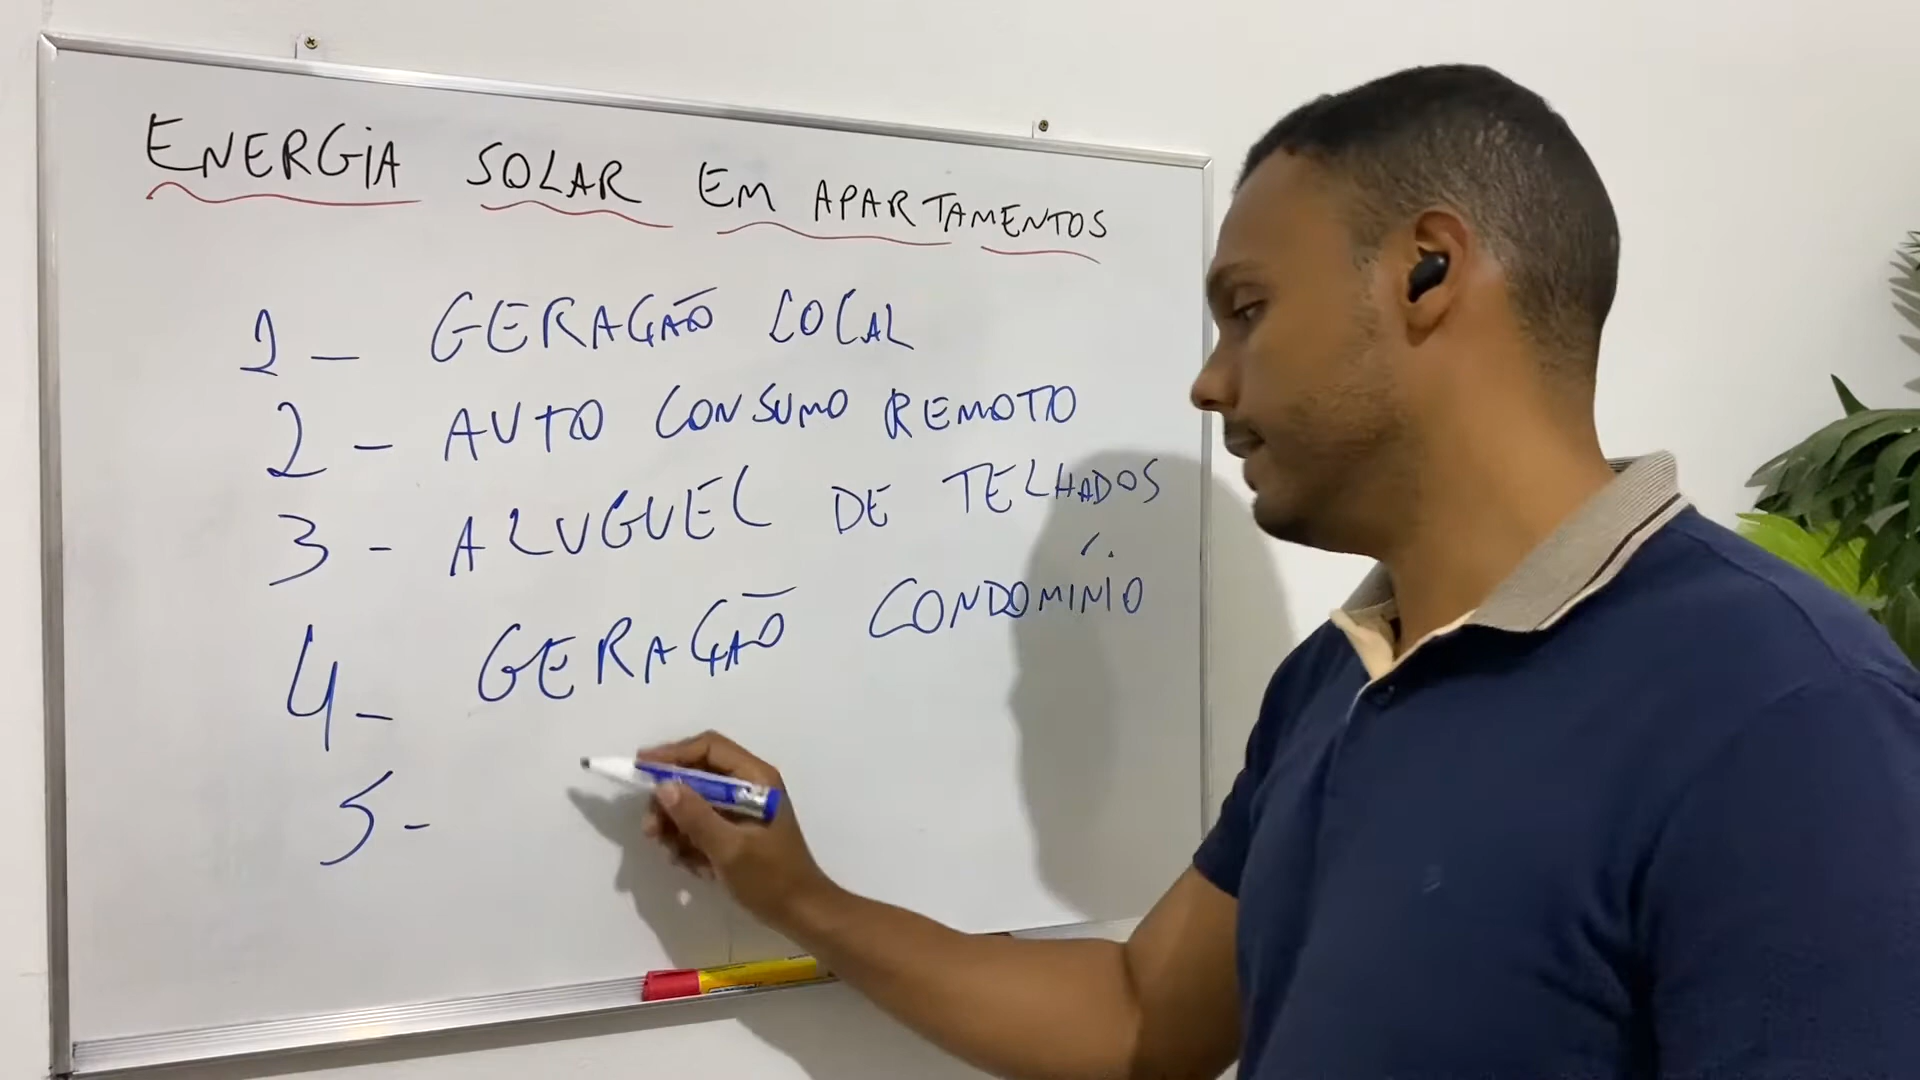 ENERGIA SOLAR EM APARTAMENTOS
1 - GERAÇÃO LOCAL
2 - AUTO CONSUMO REMOTO
3 - ALUGUEL DE TELHADOS
4 - GERAÇÃO CONDOMÍNIO
5 -